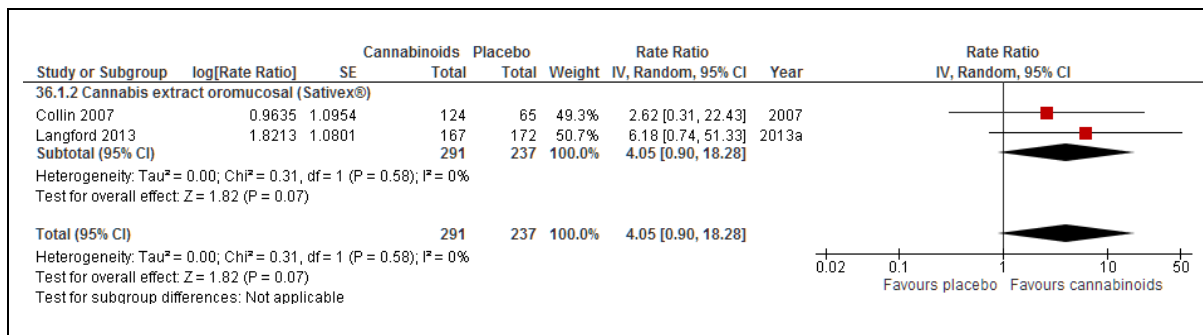 Cannabinoids Placebo Rate Ratio Rate Ratio
Study or Subgroup log[Rate Ratio] SE Total Total Weight IV, Random, 95% CI Year IV, Random, 95% CI
36.1.2 Cannabis extract oromucosal (Sativex®)
Collin 2007 0.9635 1.0954 124 65 49.3% 2.62 [0.31, 22.43] 2007
Langford 2013 1.8213 1.0801 167 172 50.7% 6.18 [0.74, 51.33] 2013a
Subtotal (95% CI) 291 237 100.0% 4.05 [0.90, 18.28]
Heterogeneity: Tau² = 0.00; Chi² = 0.31, df = 1 (P = 0.58); I² = 0%
Test for overall effect: Z = 1.82 (P = 0.07)
Total (95% CI) 291 237 100.0% 4.05 [0.90, 18.28]
Heterogeneity: Tau² = 0.00; Chi² = 0.31, df = 1 (P = 0.58); I² = 0%
Test for overall effect: Z = 1.82 (P = 0.07)
Test for subgroup differences: Not applicable
0.02 0.1 1 10 50
Favours placebo Favours cannabinoids